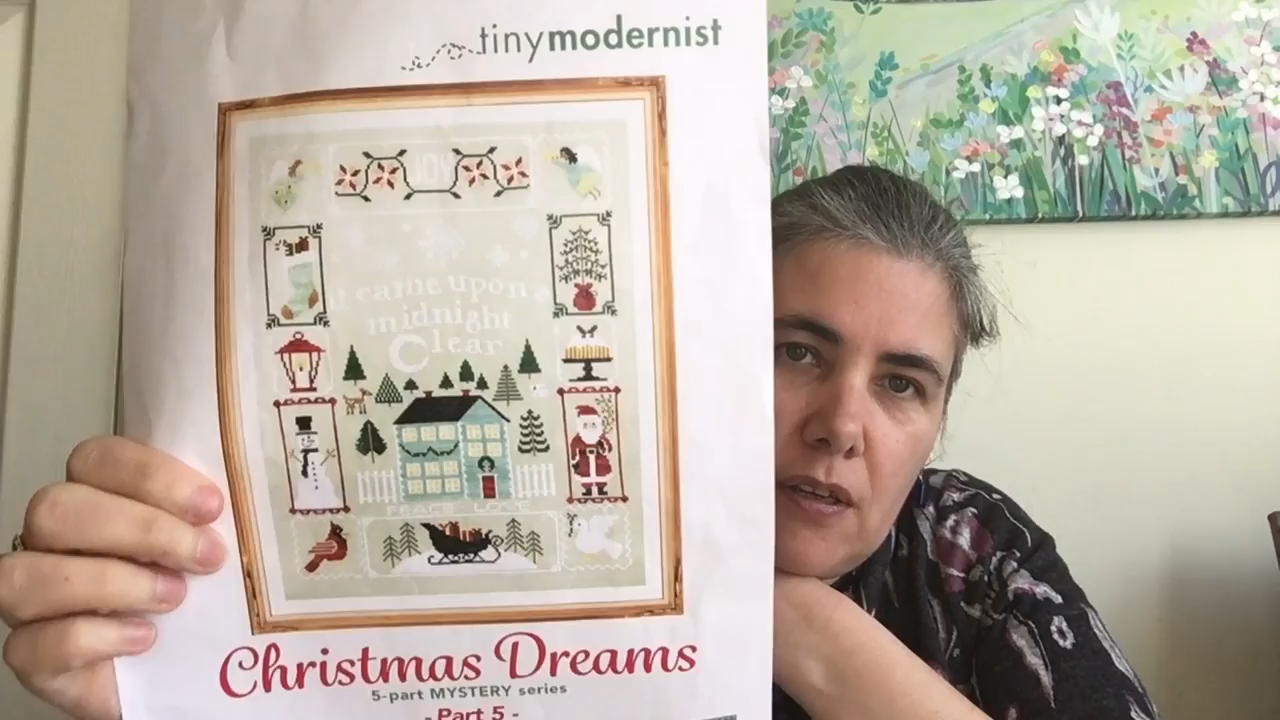 tinymodernist
JOY
it came upon a
midnight
Clear
PEACE LOVE
Christmas Dreams
5-part MYSTERY series
- Part 5 -